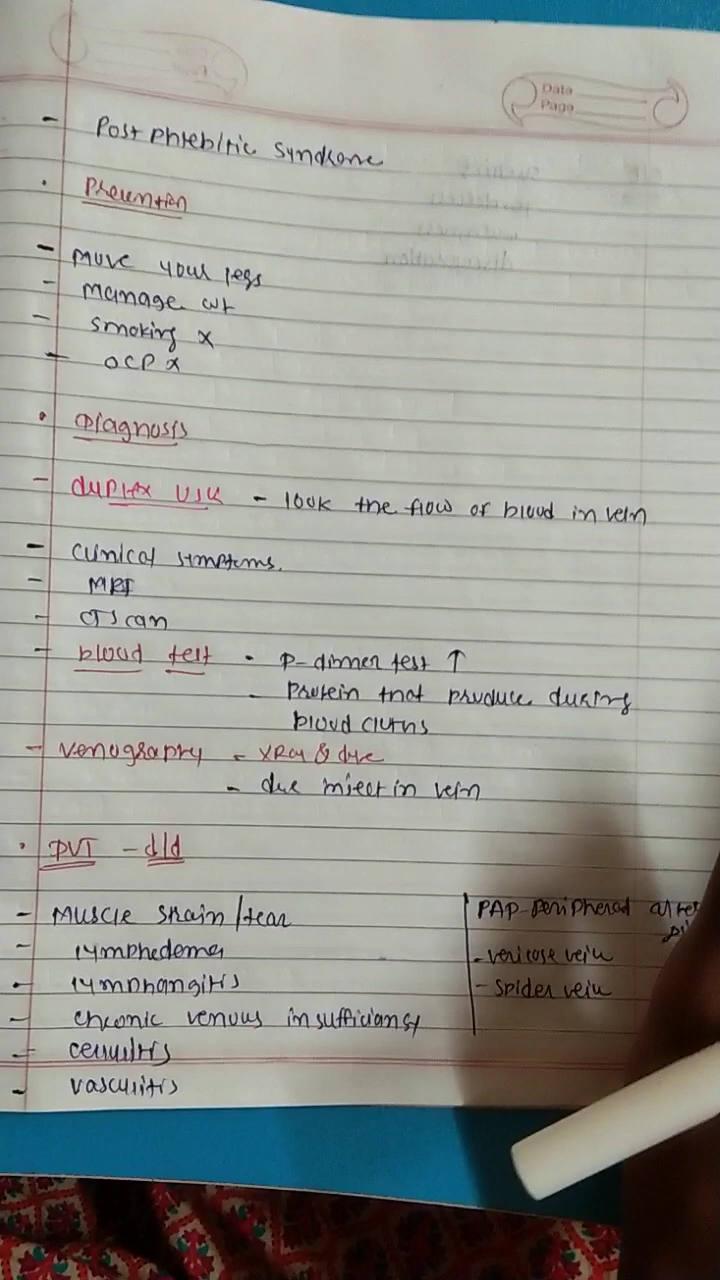 Date
Page
- Post Phlebitic Syndrome
• Prevention
- Move your legs
- Manage wt
- Smoking x
- OCP x
• Diagnosis
- duplex USG - look the flow of blood in vein
- Clinical symptoms.
- MRI
- CT scan
- blood test • D-dimer test ↑
- Protein that produce during
blood clots
- Venography - XRay & dye
- dye inject in vein
• DVT - d/d
- Muscle strain/tear
- lymphedema
• lymphangitis
- chronic venous insufficiency
- cellulitis
- vasculitis
PAP - Peripheral
- vericose vein
- Spider vein